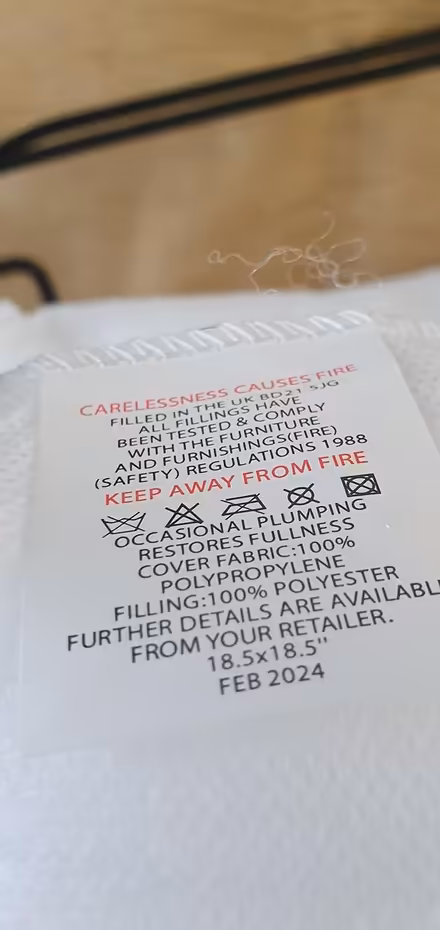 CARELESSNESS CAUSES FIRE
FILLED IN THE UK BD21 5JG
ALL FILLINGS HAVE
BEEN TESTED & COMPLY
WITH THE FURNITURE
AND FURNISHINGS(FIRE)
(SAFETY) REGULATIONS 1988
KEEP AWAY FROM FIRE
OCCASIONAL PLUMPING
RESTORES FULLNESS
COVER FABRIC:100%
POLYPROPYLENE
FILLING:100% POLYESTER
FURTHER DETAILS ARE AVAILABL
FROM YOUR RETAILER.
18.5x18.5''
FEB 2024